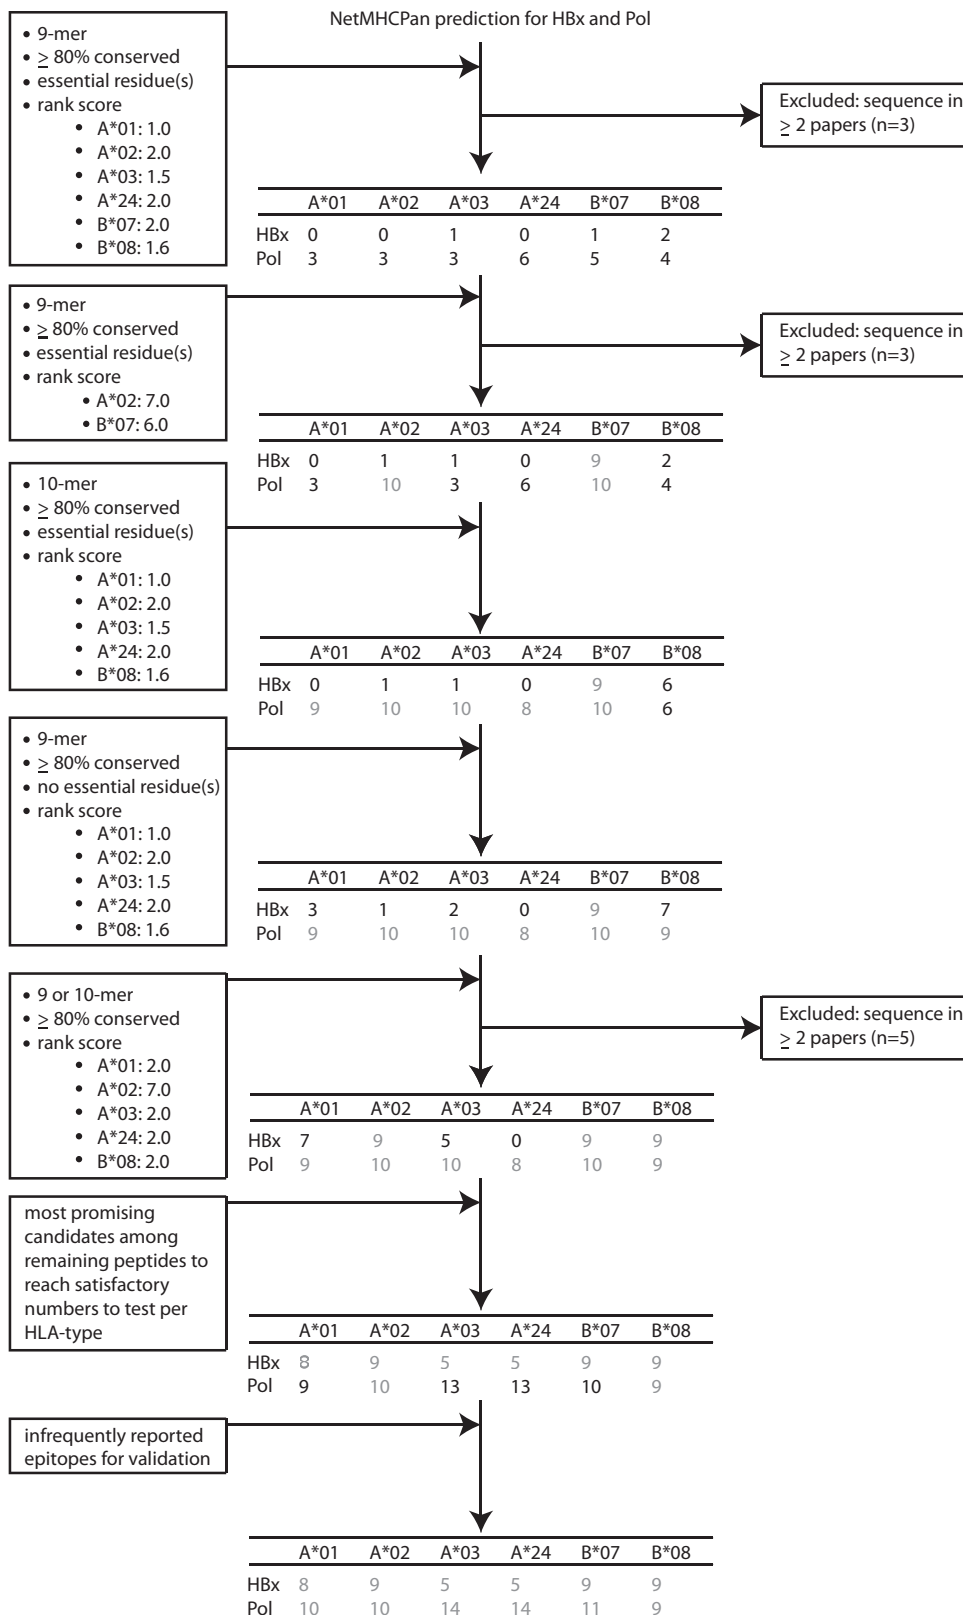 NetMHCPan prediction for HBx and Pol
• 9-mer
• ≥ 80% conserved
• essential residue(s)
• rank score
• A*01: 1.0
• A*02: 2.0
• A*03: 1.5
• A*24: 2.0
• B*07: 2.0
• B*08: 1.6
Excluded: sequence in
≥ 2 papers (n=3)
A*01 A*02 A*03 A*24 B*07 B*08
HBx 0 0 1 0 1 2
Pol 3 3 3 6 5 4
• 9-mer
• ≥ 80% conserved
• essential residue(s)
• rank score
• A*02: 7.0
• B*07: 6.0
Excluded: sequence in
≥ 2 papers (n=3)
A*01 A*02 A*03 A*24 B*07 B*08
HBx 0 1 1 0 9 2
Pol 3 10 3 6 10 4
• 10-mer
• ≥ 80% conserved
• essential residue(s)
• rank score
• A*01: 1.0
• A*02: 2.0
• A*03: 1.5
• A*24: 2.0
• B*08: 1.6
A*01 A*02 A*03 A*24 B*07 B*08
HBx 0 1 1 0 9 6
Pol 9 10 10 8 10 6
• 9-mer
• ≥ 80% conserved
• no essential residue(s)
• rank score
• A*01: 1.0
• A*02: 2.0
• A*03: 1.5
• A*24: 2.0
• B*08: 1.6
A*01 A*02 A*03 A*24 B*07 B*08
HBx 3 1 2 0 9 7
Pol 9 10 10 8 10 9
• 9 or 10-mer
• ≥ 80% conserved
• rank score
• A*01: 2.0
• A*02: 7.0
• A*03: 2.0
• A*24: 2.0
• B*08: 2.0
Excluded: sequence in
≥ 2 papers (n=5)
A*01 A*02 A*03 A*24 B*07 B*08
HBx 7 9 5 0 9 9
Pol 9 10 10 8 10 9
most promising
candidates among
remaining peptides to
reach satisfactory
numbers to test per
HLA-type
A*01 A*02 A*03 A*24 B*07 B*08
HBx 8 9 5 5 9 9
Pol 9 10 13 13 10 9
infrequently reported
epitopes for validation
A*01 A*02 A*03 A*24 B*07 B*08
HBx 8 9 5 5 9 9
Pol 10 10 14 14 11 9